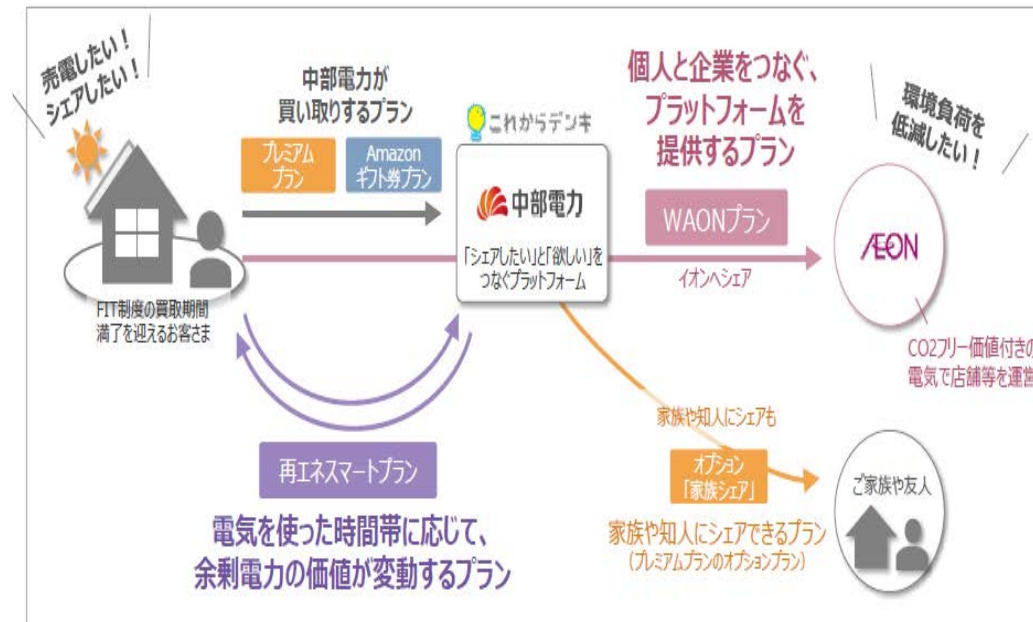 売電したい！
シェアしたい！
中部電力が
買い取りするプラン
プレミアム
プラン
Amazon
ギフト券プラン
これからデンキ
中部電力
「シェアしたい」と「欲しい」を
つなぐプラットフォーム
個人と企業をつなぐ、
プラットフォームを
提供するプラン
WAONプラン
イオンへシェア
環境負荷を
低減したい！
ÆON
CO2フリー価値付きの
電気で店舗等を運営
FIT制度の買取期間
満了を迎えるお客さま
再エネスマートプラン
電気を使った時間帯に応じて、
余剰電力の価値が変動するプラン
家族や知人にシェアも
オプション
「家族シェア」
家族や知人にシェアできるプラン
（プレミアムプランのオプションプラン）
ご家族や友人